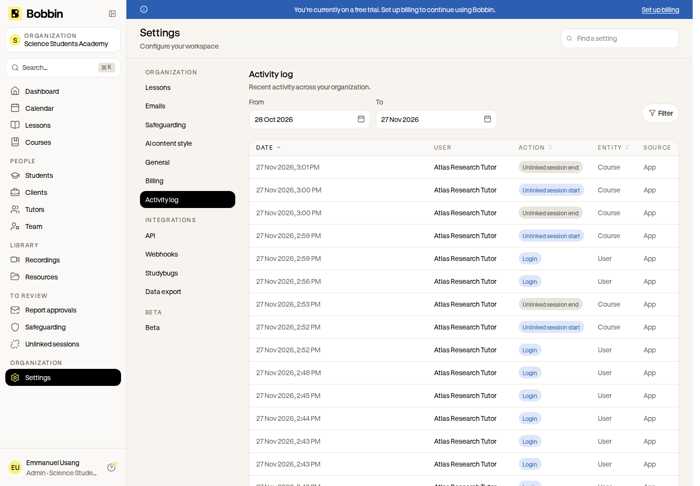 Bobbin
You're currently on a free trial. Set up billing to continue using Bobbin.
Set up billing
ORGANIZATION
Science Students Academy
S
Search...
⌘ K
Dashboard
Calendar
Lessons
Courses
PEOPLE
Students
Clients
Tutors
Team
LIBRARY
Recordings
Resources
TO REVIEW
Report approvals
Safeguarding
Unlinked sessions
ORGANIZATION
Settings
EU
Emmanuel Usang
Admin · Science Stude...
Settings
Configure your workspace
Find a setting
ORGANIZATION
Lessons
Emails
Safeguarding
AI content style
General
Billing
Activity log
INTEGRATIONS
API
Webhooks
Studybugs
Data export
BETA
Beta
Activity log
Recent activity across your organization.
From
To
28 Oct 2026
27 Nov 2026
Filter
DATE USER ACTION ENTITY SOURCE
27 Nov 2026, 3:01 PM Atlas Research Tutor Unlinked session end Course App
27 Nov 2026, 3:00 PM Atlas Research Tutor Unlinked session start Course App
27 Nov 2026, 3:00 PM Atlas Research Tutor Unlinked session end Course App
27 Nov 2026, 2:59 PM Atlas Research Tutor Unlinked session start Course App
27 Nov 2026, 2:59 PM Atlas Research Tutor Login User App
27 Nov 2026, 2:56 PM Atlas Research Tutor Login User App
27 Nov 2026, 2:53 PM Atlas Research Tutor Unlinked session end Course App
27 Nov 2026, 2:52 PM Atlas Research Tutor Unlinked session start Course App
27 Nov 2026, 2:52 PM Atlas Research Tutor Login User App
27 Nov 2026, 2:48 PM Atlas Research Tutor Login User App
27 Nov 2026, 2:45 PM Atlas Research Tutor Login User App
27 Nov 2026, 2:44 PM Atlas Research Tutor Login User App
27 Nov 2026, 2:43 PM Atlas Research Tutor Login User App
27 Nov 2026, 2:43 PM Atlas Research Tutor Login User App